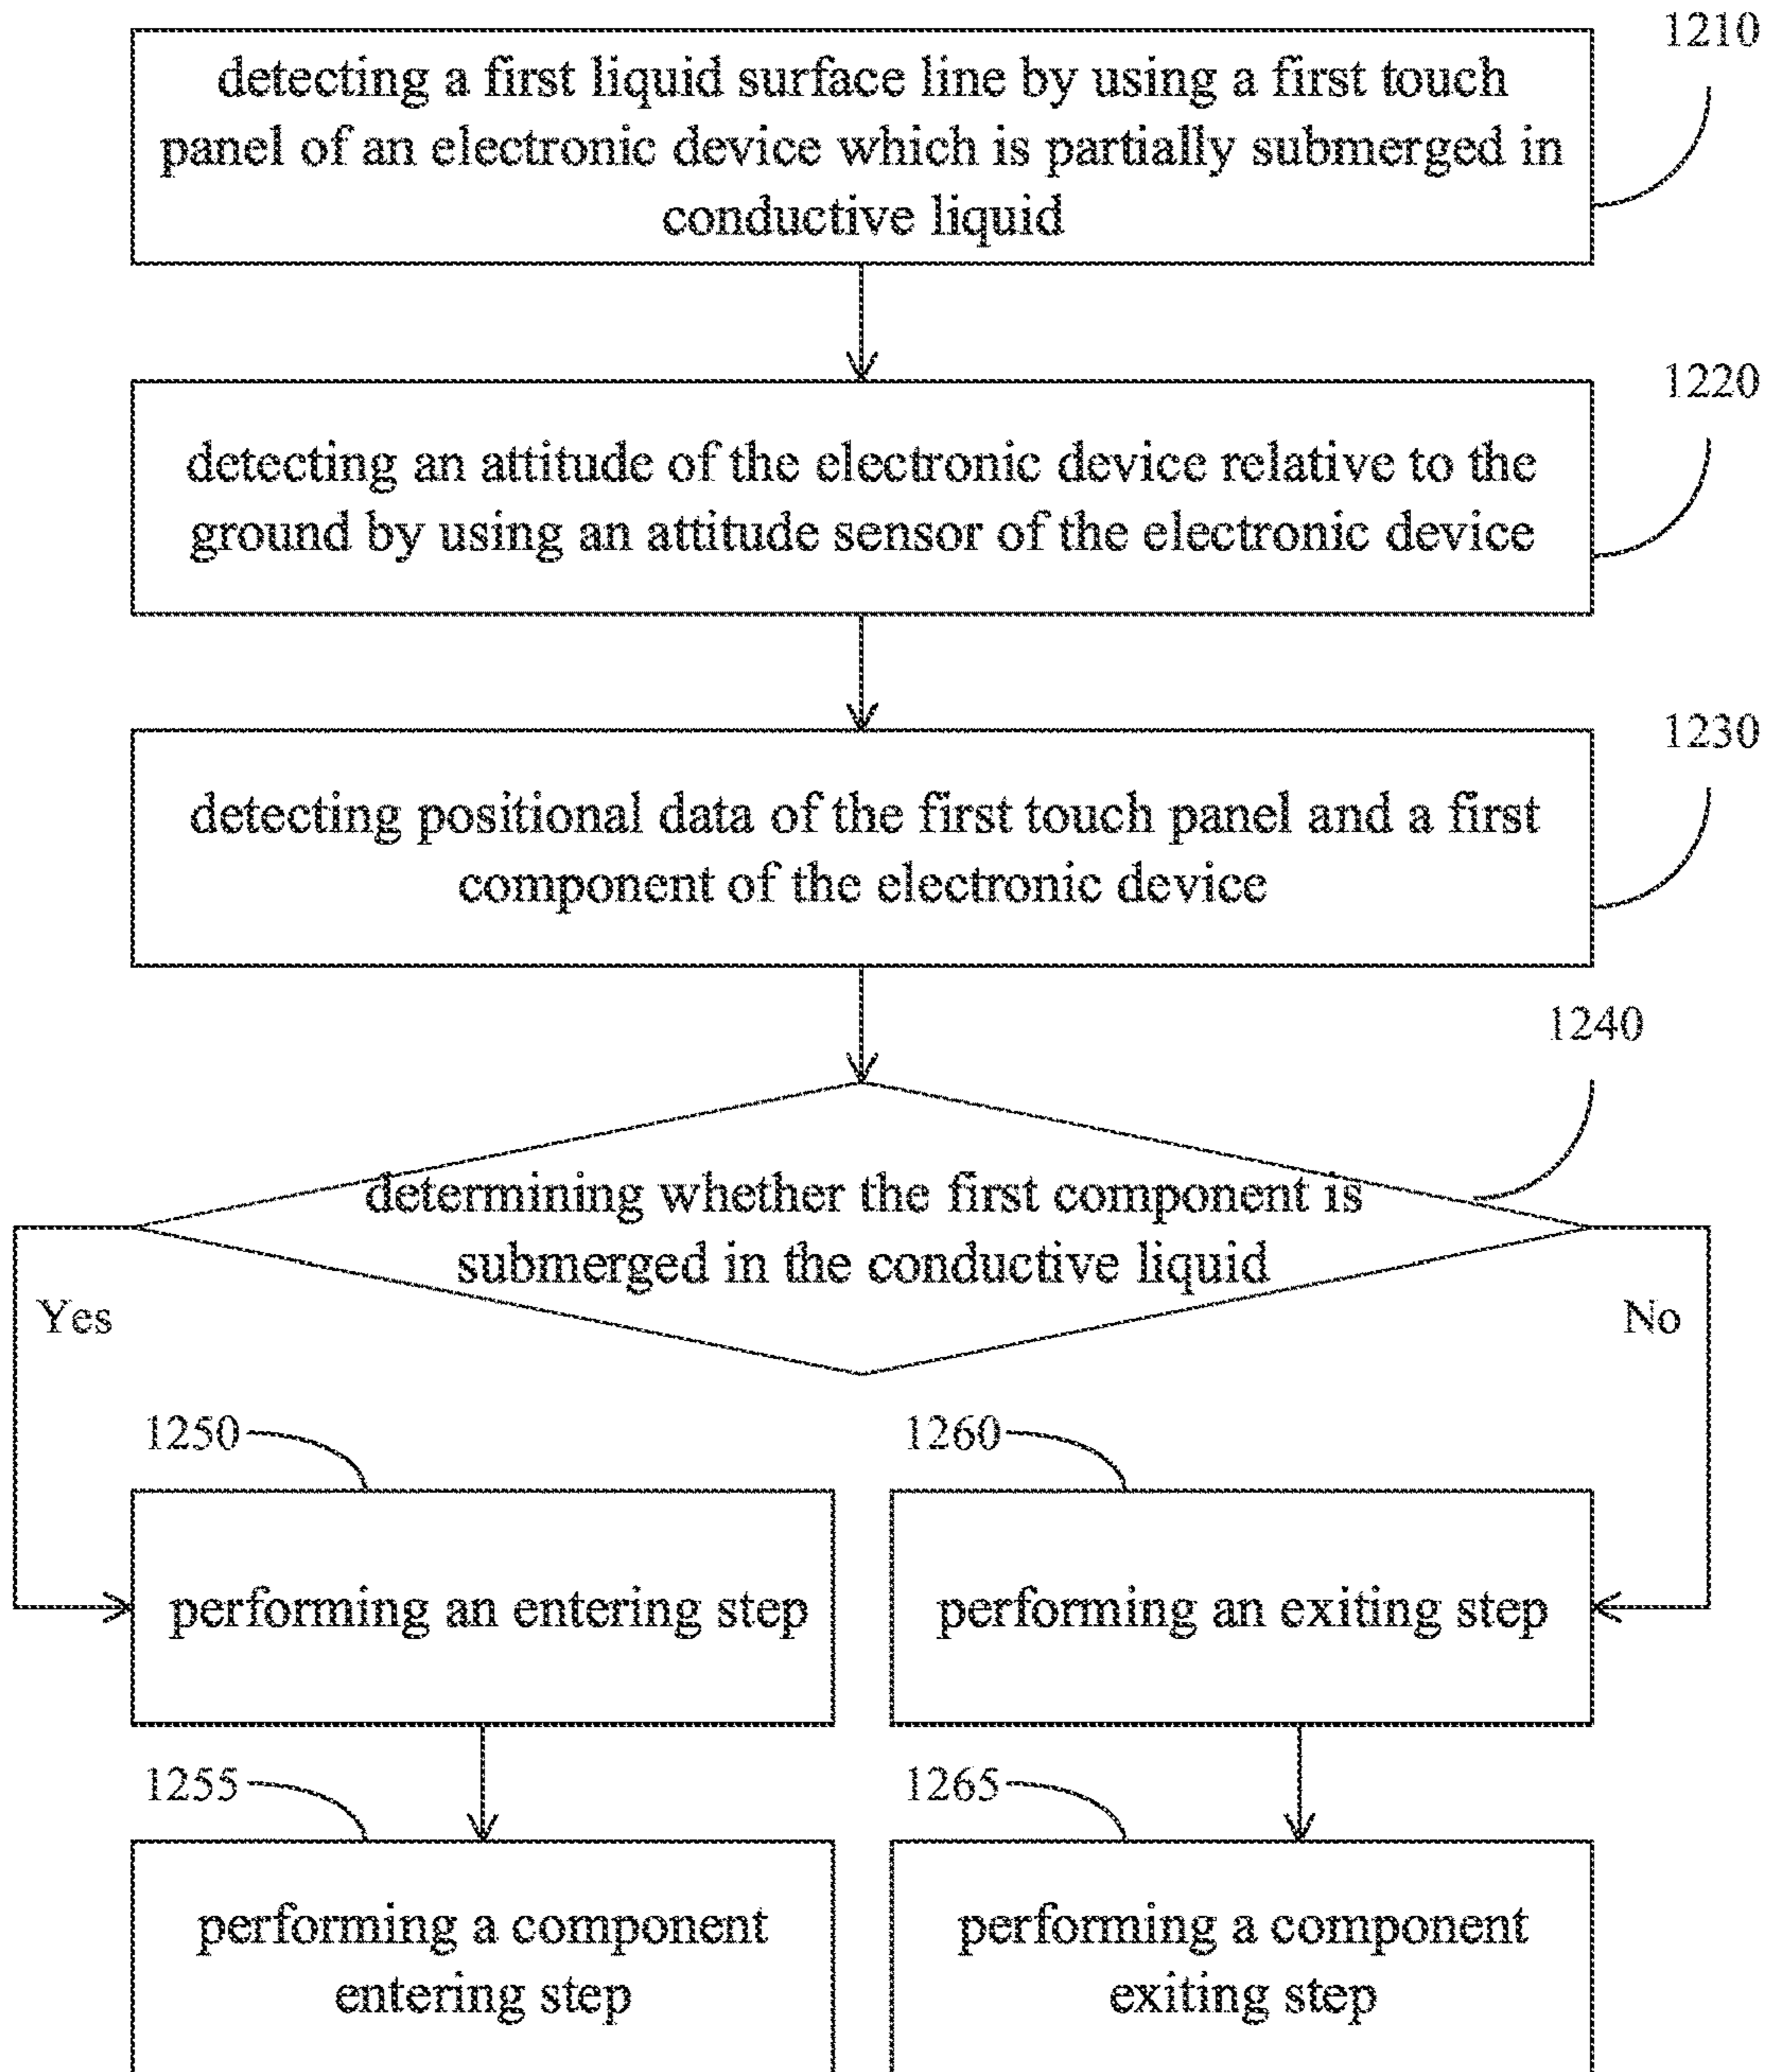 1210
detecting a first liquid surface line by using a first touch
panel of an electronic device which is partially submerged in
conductive liquid
1220
detecting an attitude of the electronic device relative to the
ground by using an attitude sensor of the electronic device
1230
detecting positional data of the first touch panel and a first
component of the electronic device
1240
determining whether the first component is
submerged in the conductive liquid
Yes
No
1250
1260
performing an entering step
performing an exiting step
1255
1265
performing a component
entering step
performing a component
exiting step